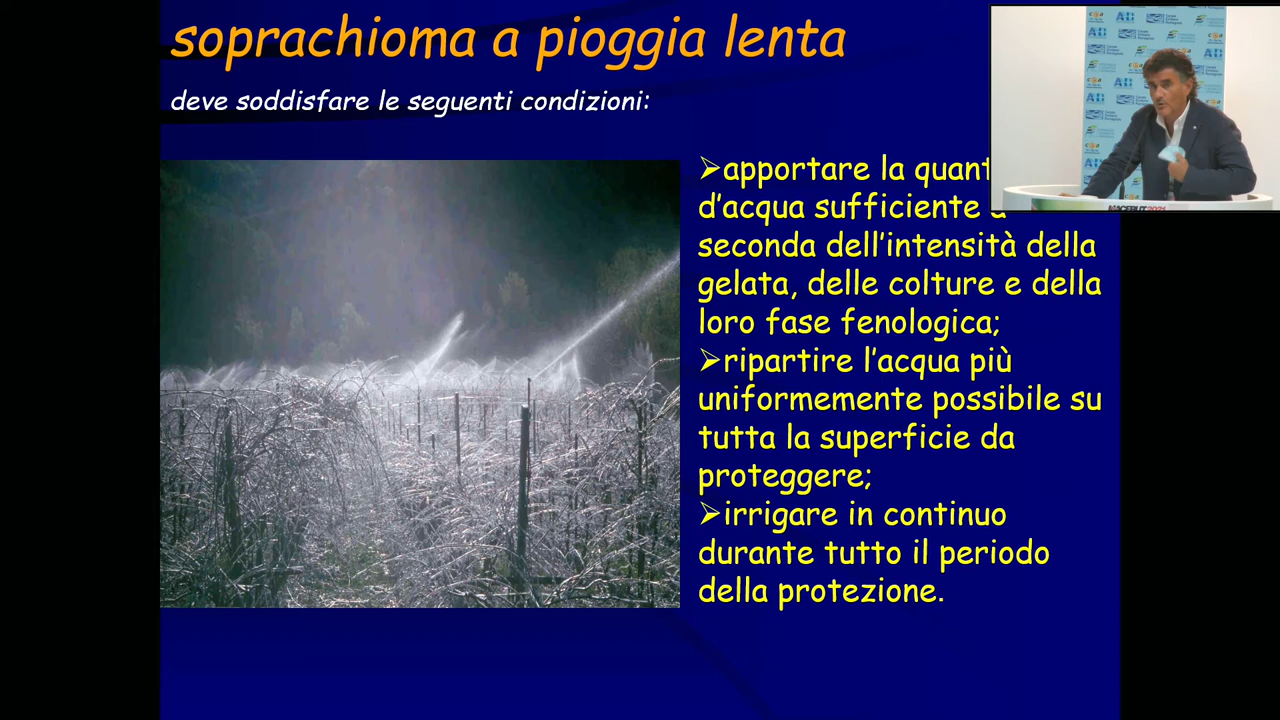 soprachioma a pioggia lenta
deve soddisfare le seguenti condizioni:
➢apportare la
d'acqua sufficiente
seconda dell'intensità della
gelata, delle colture e della
loro fase fenologica;
➢ripartire l'acqua più
uniformemente possibile su
tutta la superficie da
proteggere;
➢irrigare in continuo
durante tutto il periodo
della protezione.
MACFRUT 2021